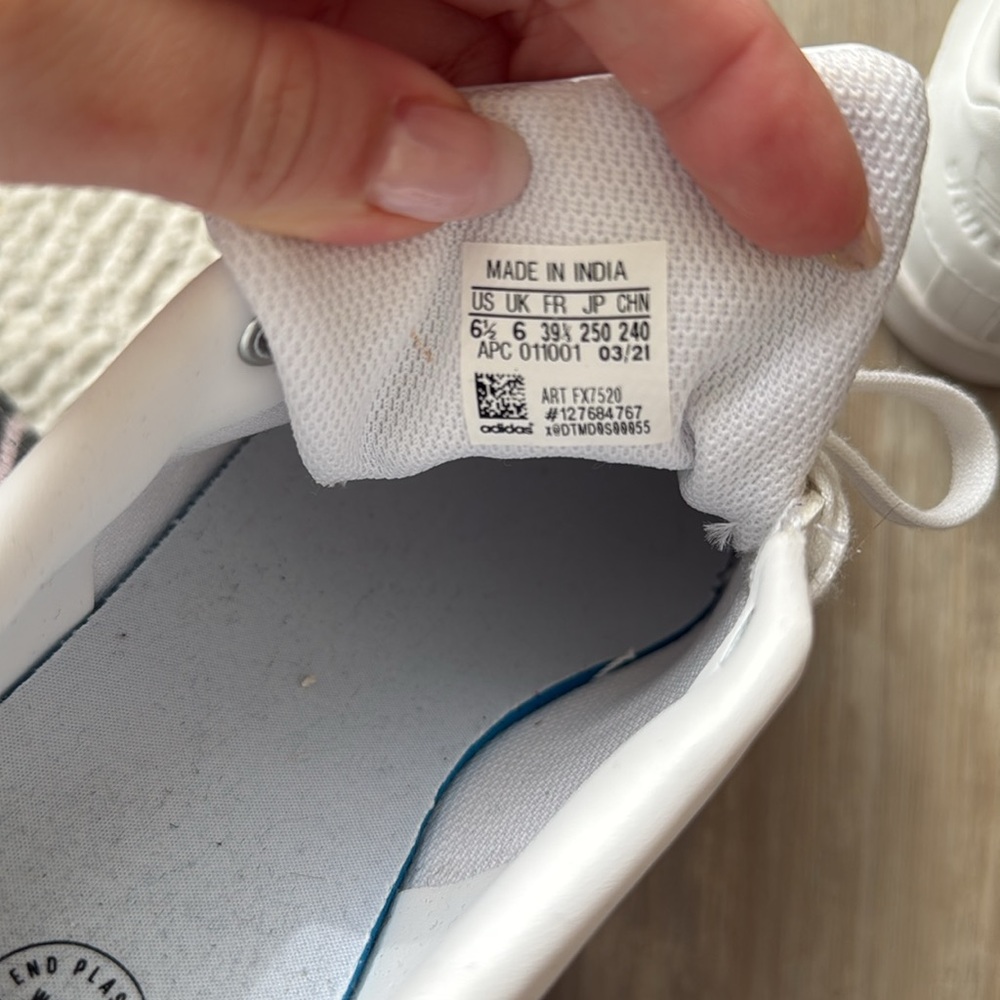 MADE IN INDIA
US UK FR JP CHN
6½ 6 39⅓ 250 240
APC 011001 03/21
ART FX7520
#127684767
adidas x@DTMD0S00055
END PLAS